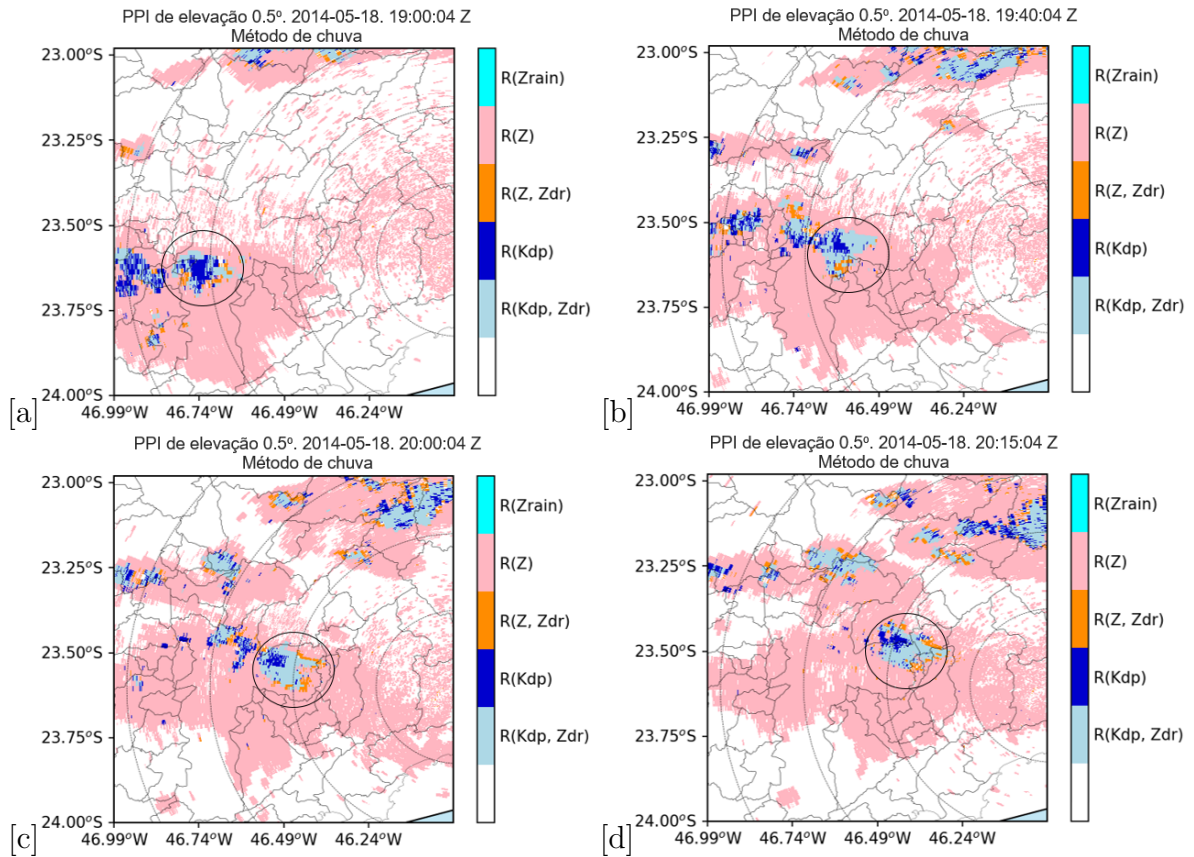 PPI de elevação 0.5º. 2014-05-18. 19:00:04 Z
Método de chuva
23.00ºS
23.25ºS
23.50ºS
23.75ºS
24.00ºS
46.99ºW 46.74ºW 46.49ºW 46.24ºW
R(Zrain)
R(Z)
R(Z, Zdr)
R(Kdp)
R(Kdp, Zdr)
[a]
PPI de elevação 0.5º. 2014-05-18. 19:40:04 Z
Método de chuva
23.00ºS
23.25ºS
23.50ºS
23.75ºS
24.00ºS
46.99ºW 46.74ºW 46.49ºW 46.24ºW
R(Zrain)
R(Z)
R(Z, Zdr)
R(Kdp)
R(Kdp, Zdr)
[b]
PPI de elevação 0.5º. 2014-05-18. 20:00:04 Z
Método de chuva
23.00ºS
23.25ºS
23.50ºS
23.75ºS
24.00ºS
46.99ºW 46.74ºW 46.49ºW 46.24ºW
R(Zrain)
R(Z)
R(Z, Zdr)
R(Kdp)
R(Kdp, Zdr)
[c]
PPI de elevação 0.5º. 2014-05-18. 20:15:04 Z
Método de chuva
23.00ºS
23.25ºS
23.50ºS
23.75ºS
24.00ºS
46.99ºW 46.74ºW 46.49ºW 46.24ºW
R(Zrain)
R(Z)
R(Z, Zdr)
R(Kdp)
R(Kdp, Zdr)
[d]